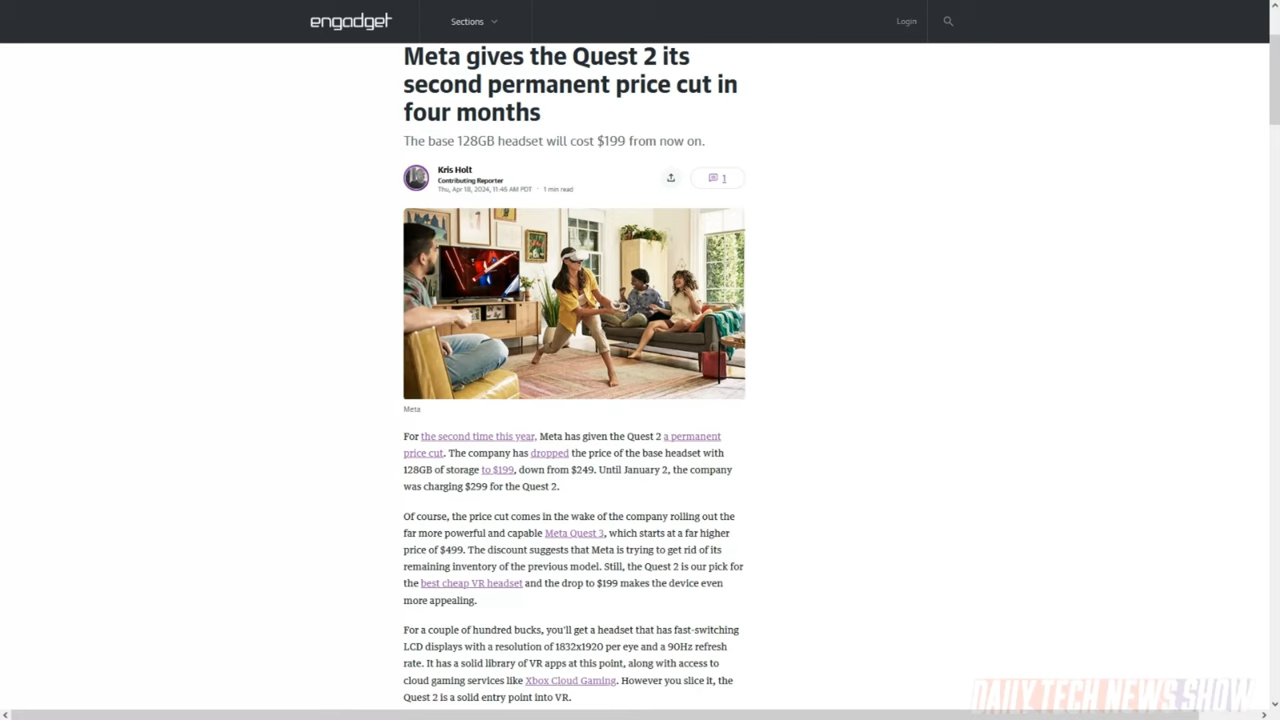 engadget
Sections
Login
Meta gives the Quest 2 its
second permanent price cut in
four months
The base 128GB headset will cost $199 from now on.
Kris Holt
Contributing Reporter
Thu, Apr 18, 2024, 11:45 AM PDT · 1 min read
1
Meta
For the second time this year, Meta has given the Quest 2 a permanent
price cut. The company has dropped the price of the base headset with
128GB of storage to $199, down from $249. Until January 2, the company
was charging $299 for the Quest 2.
Of course, the price cut comes in the wake of the company rolling out the
far more powerful and capable Meta Quest 3, which starts at a far higher
price of $499. The discount suggests that Meta is trying to get rid of its
remaining inventory of the previous model. Still, the Quest 2 is our pick for
the best cheap VR headset and the drop to $199 makes the device even
more appealing.
For a couple of hundred bucks, you'll get a headset that has fast-switching
LCD displays with a resolution of 1832x1920 per eye and a 90Hz refresh
rate. It has a solid library of VR apps at this point, along with access to
cloud gaming services like Xbox Cloud Gaming. However you slice it, the
Quest 2 is a solid entry point into VR.
DAILY TECH NEWS SHOW